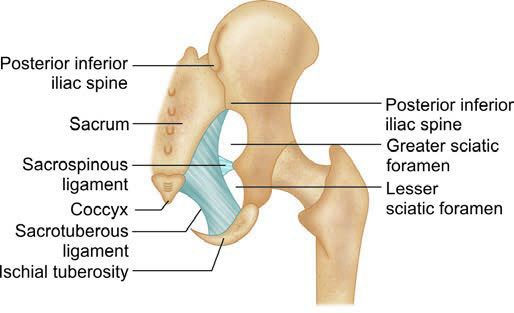 Posterior inferior
iliac spine
Sacrum
Sacrospinous
ligament
Coccyx
Sacrotuberous
ligament
Ischial tuberosity
Posterior inferior
iliac spine
Greater sciatic
foramen
Lesser
sciatic foramen